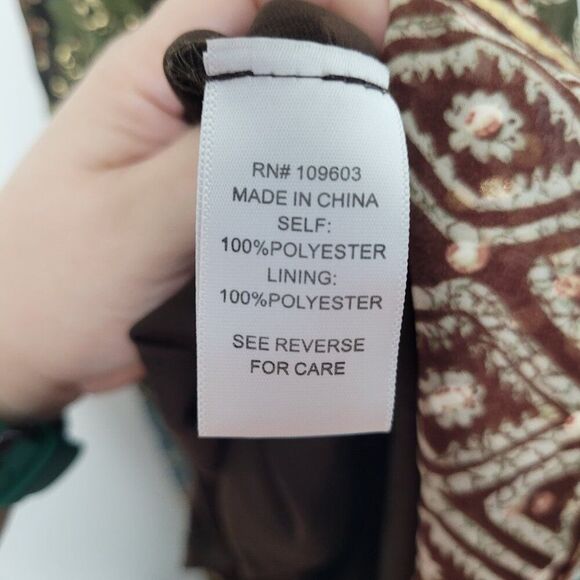 RN# 109603
MADE IN CHINA
SELF:
100%POLYESTER
LINING:
100%POLYESTER
SEE REVERSE
FOR CARE